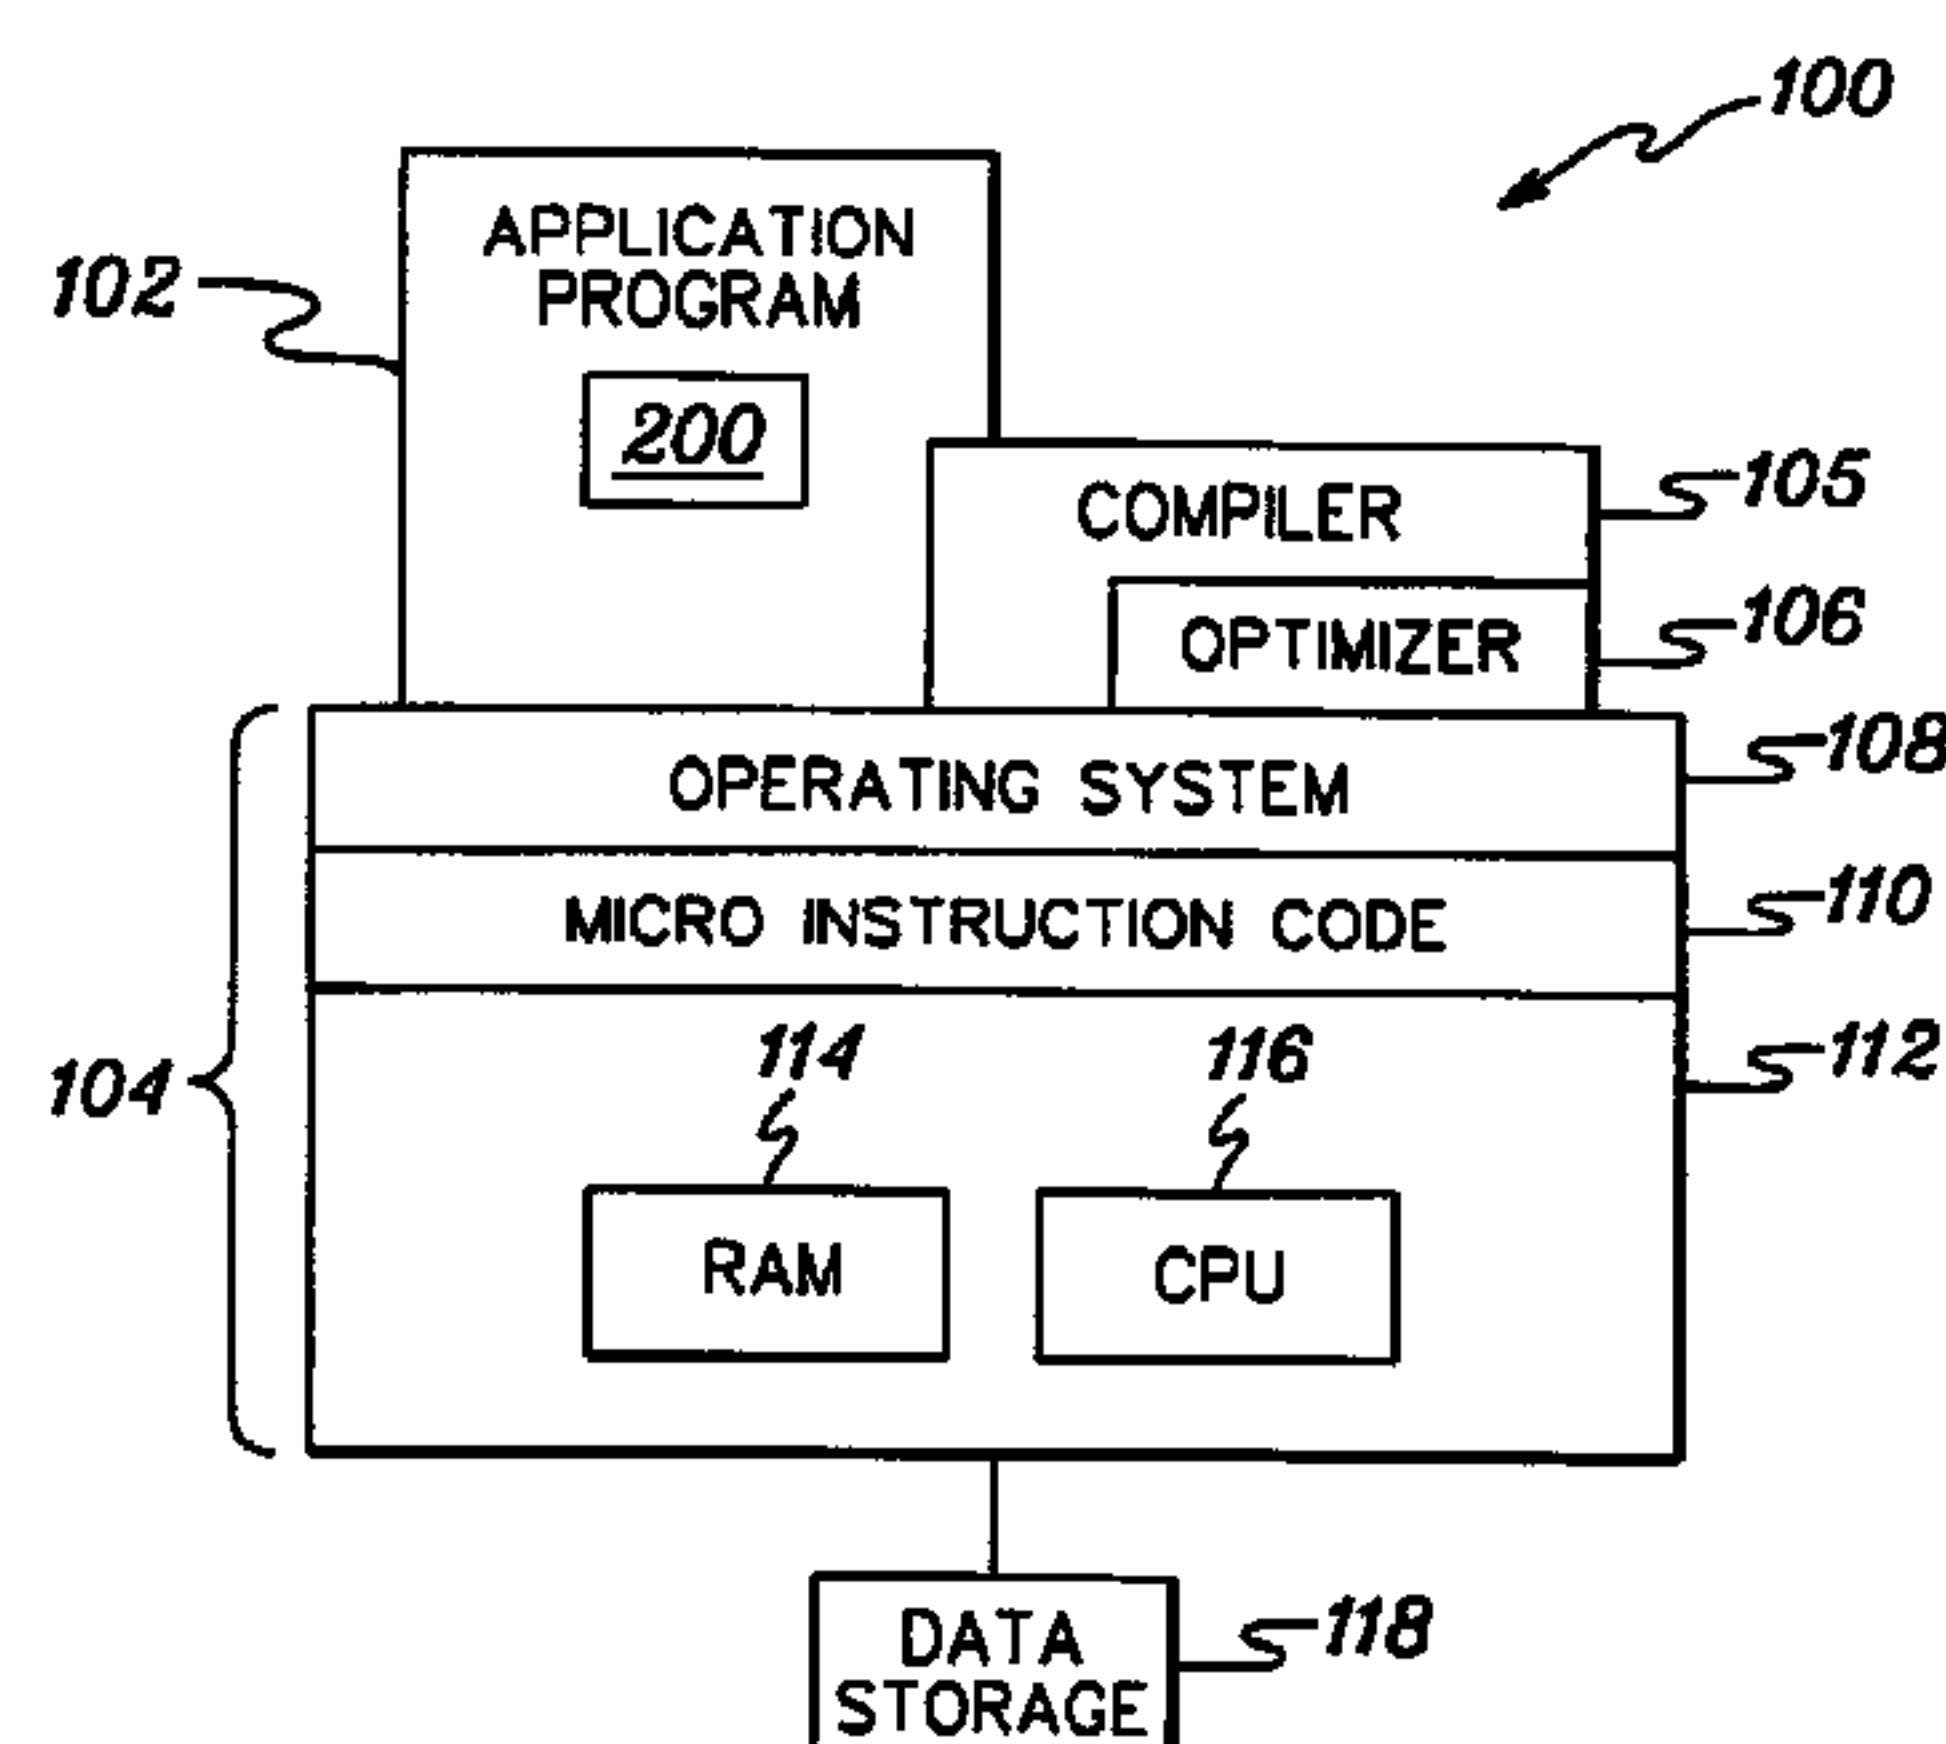 100
APPLICATION
PROGRAM
102
200
COMPILER
105
OPTIMIZER
106
OPERATING SYSTEM
108
MICRO INSTRUCTION CODE
110
104
114
116
112
RAM
CPU
DATA
STORAGE
118